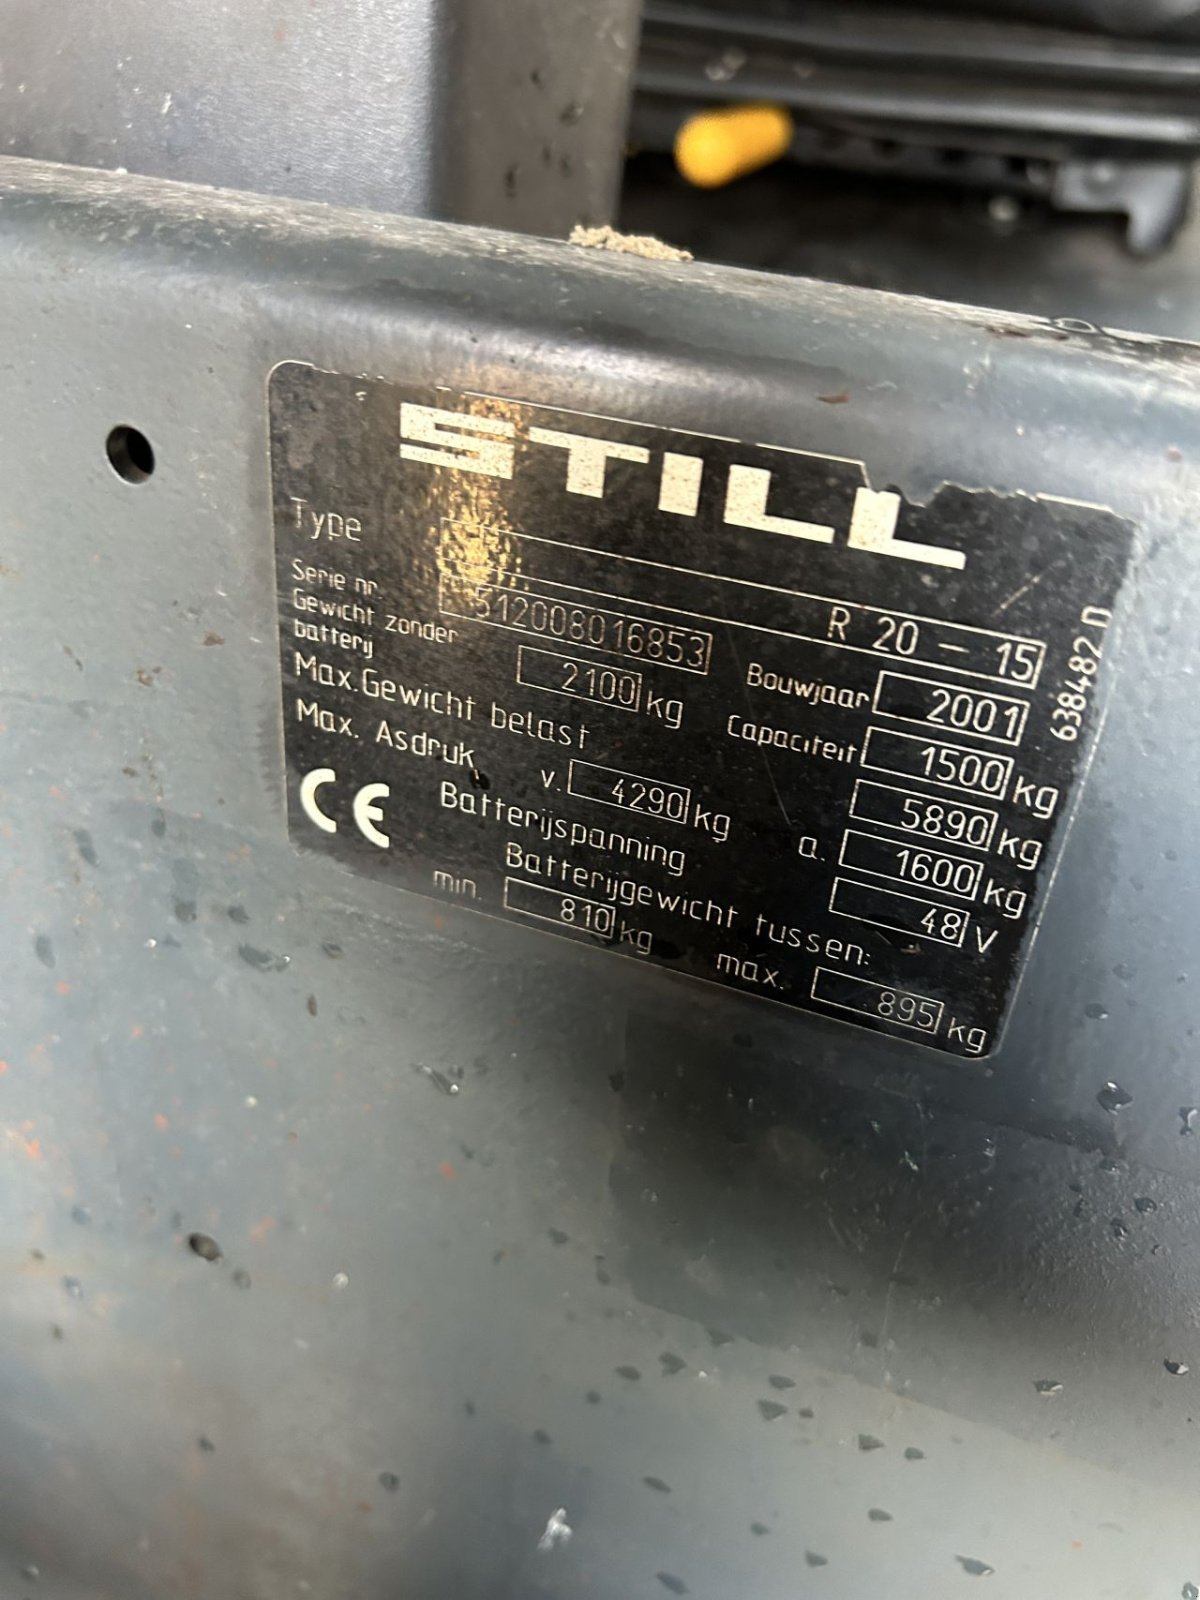 STILL
Type R 20 - 15
Serie nr. 512008016853 Bouwjaar 2001
Gewicht zonder
batterij 2100 kg Capaciteit 1500 kg
Max. Gewicht belast 5890 kg
Max. Asdruk v. 4290 kg a. 1600 kg
CE Batterijspanning 48 V
Batterijgewicht tussen:
min. 810 kg max. 895 kg
638482 D